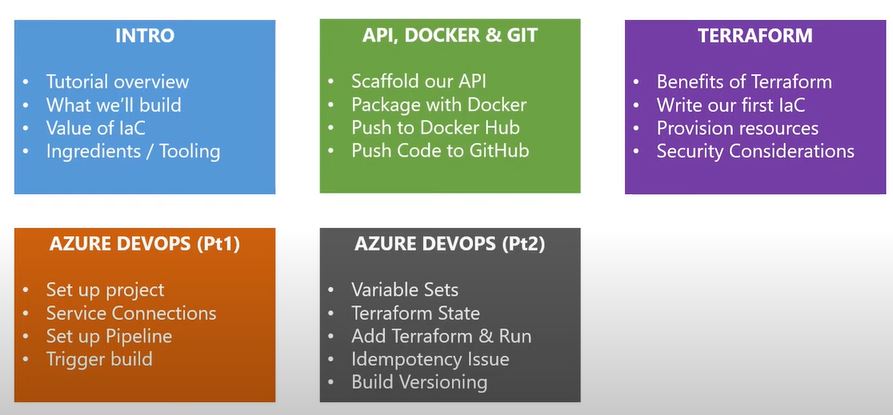 INTRO
• Tutorial overview
• What we'll build
• Value of IaC
• Ingredients / Tooling
API, DOCKER & GIT
• Scaffold our API
• Package with Docker
• Push to Docker Hub
• Push Code to GitHub
TERRAFORM
• Benefits of Terraform
• Write our first IaC
• Provision resources
• Security Considerations
AZURE DEVOPS (Pt1)
• Set up project
• Service Connections
• Set up Pipeline
• Trigger build
AZURE DEVOPS (Pt2)
• Variable Sets
• Terraform State
• Add Terraform & Run
• Idempotency Issue
• Build Versioning